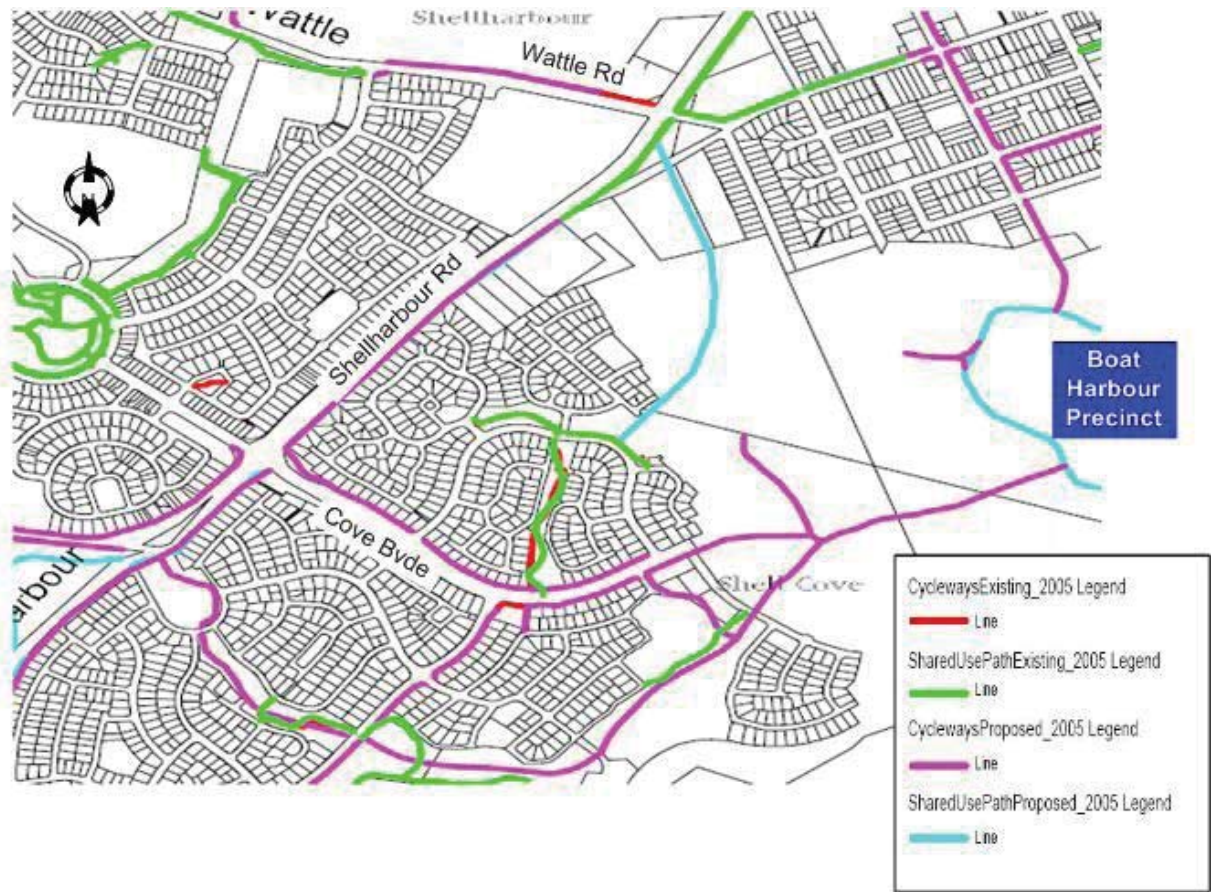 Shellharbour
Wattle
Wattle Rd
N
Shellharbour Rd
Boat
Harbour
Precinct
Cove Bvde
arbour
Shell Cove
CyclewaysExisting_2005 Legend
Line
SharedUsePathExisting_2005 Legend
Line
CyclewaysProposed_2005 Legend
Line
SharedUsePathProposed_2005 Legend
Line